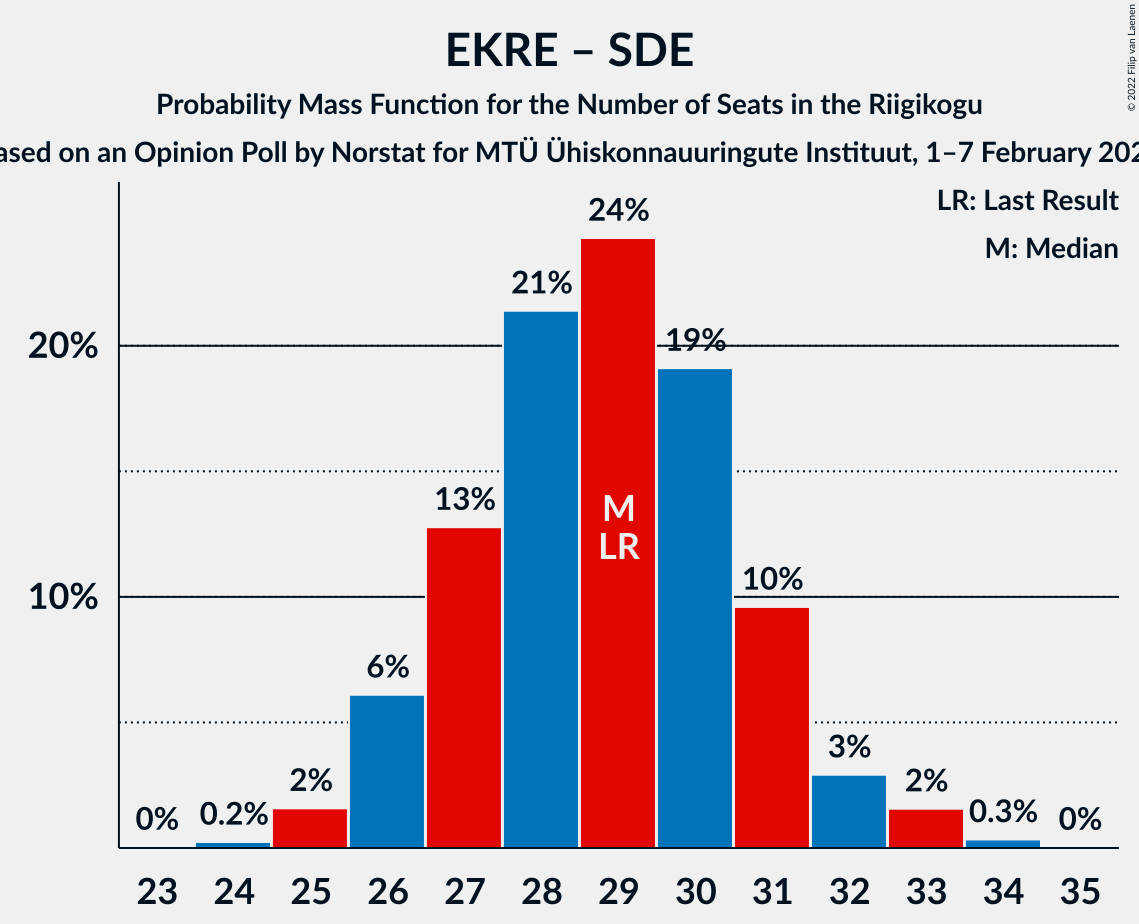 EKRE – SDE
Probability Mass Function for the Number of Seats in the Riigikogu
ased on an Opinion Poll by Norstat for MTÜ Ühiskonnauuringute Instituut, 1–7 February 202
© 2022 Filip van Laenen
LR: Last Result
M: Median
20%
10%
0%
0.2%
2%
6%
13%
21%
24%
19%
10%
3%
2%
0.3%
0%
M
LR
23 24 25 26 27 28 29 30 31 32 33 34 35